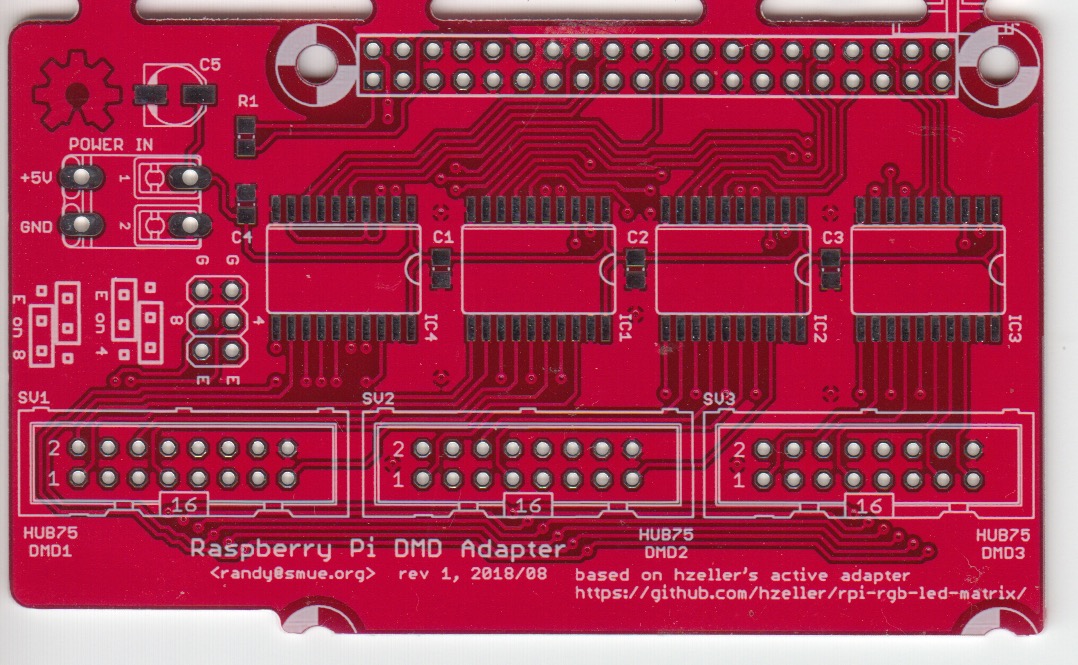 C5
R1
POWER IN
+5V
1
GND
2
C4
C1
C2
C3
G G
8
4
E E
E on 8
E on 4
IC4
IC1
IC2
IC3
SV1
SV2
SV3
2
1
16
2
1
16
2
1
16
HUB75
DMD1
HUB75
DMD2
HUB75
DMD3
Raspberry Pi DMD Adapter
<randy@smue.org> rev 1, 2018/08
based on hzeller's active adapter
https://github.com/hzeller/rpi-rgb-led-matrix/